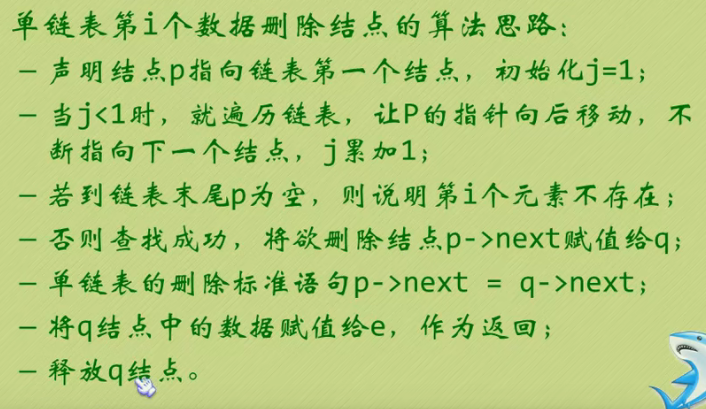 单链表第i个数据删除结点的算法思路：
– 声明结点p指向链表第一个结点，初始化j=1；
– 当j<1时，就遍历链表，让P的指针向后移动，不
断指向下一个结点，j累加1；
– 若到链表末尾p为空，则说明第i个元素不存在；
– 否则查找成功，将欲删除结点p->next赋值给q；
– 单链表的删除标准语句p->next = q->next；
– 将q结点中的数据赋值给e，作为返回；
– 释放q结点。